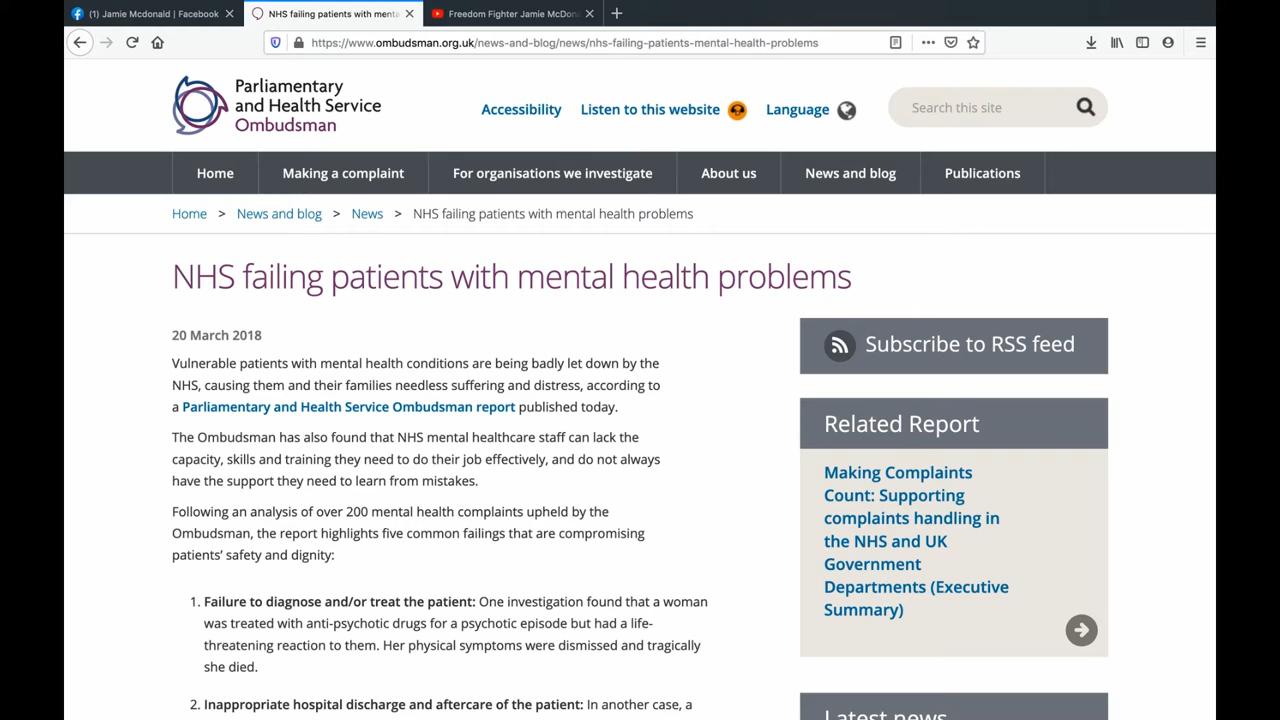 (1) Jamie Mcdonald | Facebook
NHS failing patients with menta
Freedom Fighter Jamie McDon
https://www.ombudsman.org.uk/news-and-blog/news/nhs-failing-patients-mental-health-problems
Parliamentary
and Health Service
Ombudsman
Accessibility
Listen to this website
Language
Search this site
Home
Making a complaint
For organisations we investigate
About us
News and blog
Publications
Home > News and blog > News > NHS failing patients with mental health problems
NHS failing patients with mental health problems
20 March 2018
Vulnerable patients with mental health conditions are being badly let down by the
NHS, causing them and their families needless suffering and distress, according to
a Parliamentary and Health Service Ombudsman report published today.
The Ombudsman has also found that NHS mental healthcare staff can lack the
capacity, skills and training they need to do their job effectively, and do not always
have the support they need to learn from mistakes.
Following an analysis of over 200 mental health complaints upheld by the
Ombudsman, the report highlights five common failings that are compromising
patients' safety and dignity:
1. Failure to diagnose and/or treat the patient: One investigation found that a woman
was treated with anti-psychotic drugs for a psychotic episode but had a life-
threatening reaction to them. Her physical symptoms were dismissed and tragically
she died.
2. Inappropriate hospital discharge and aftercare of the patient: In another case, a
Subscribe to RSS feed
Related Report
Making Complaints
Count: Supporting
complaints handling in
the NHS and UK
Government
Departments (Executive
Summary)
Latest news